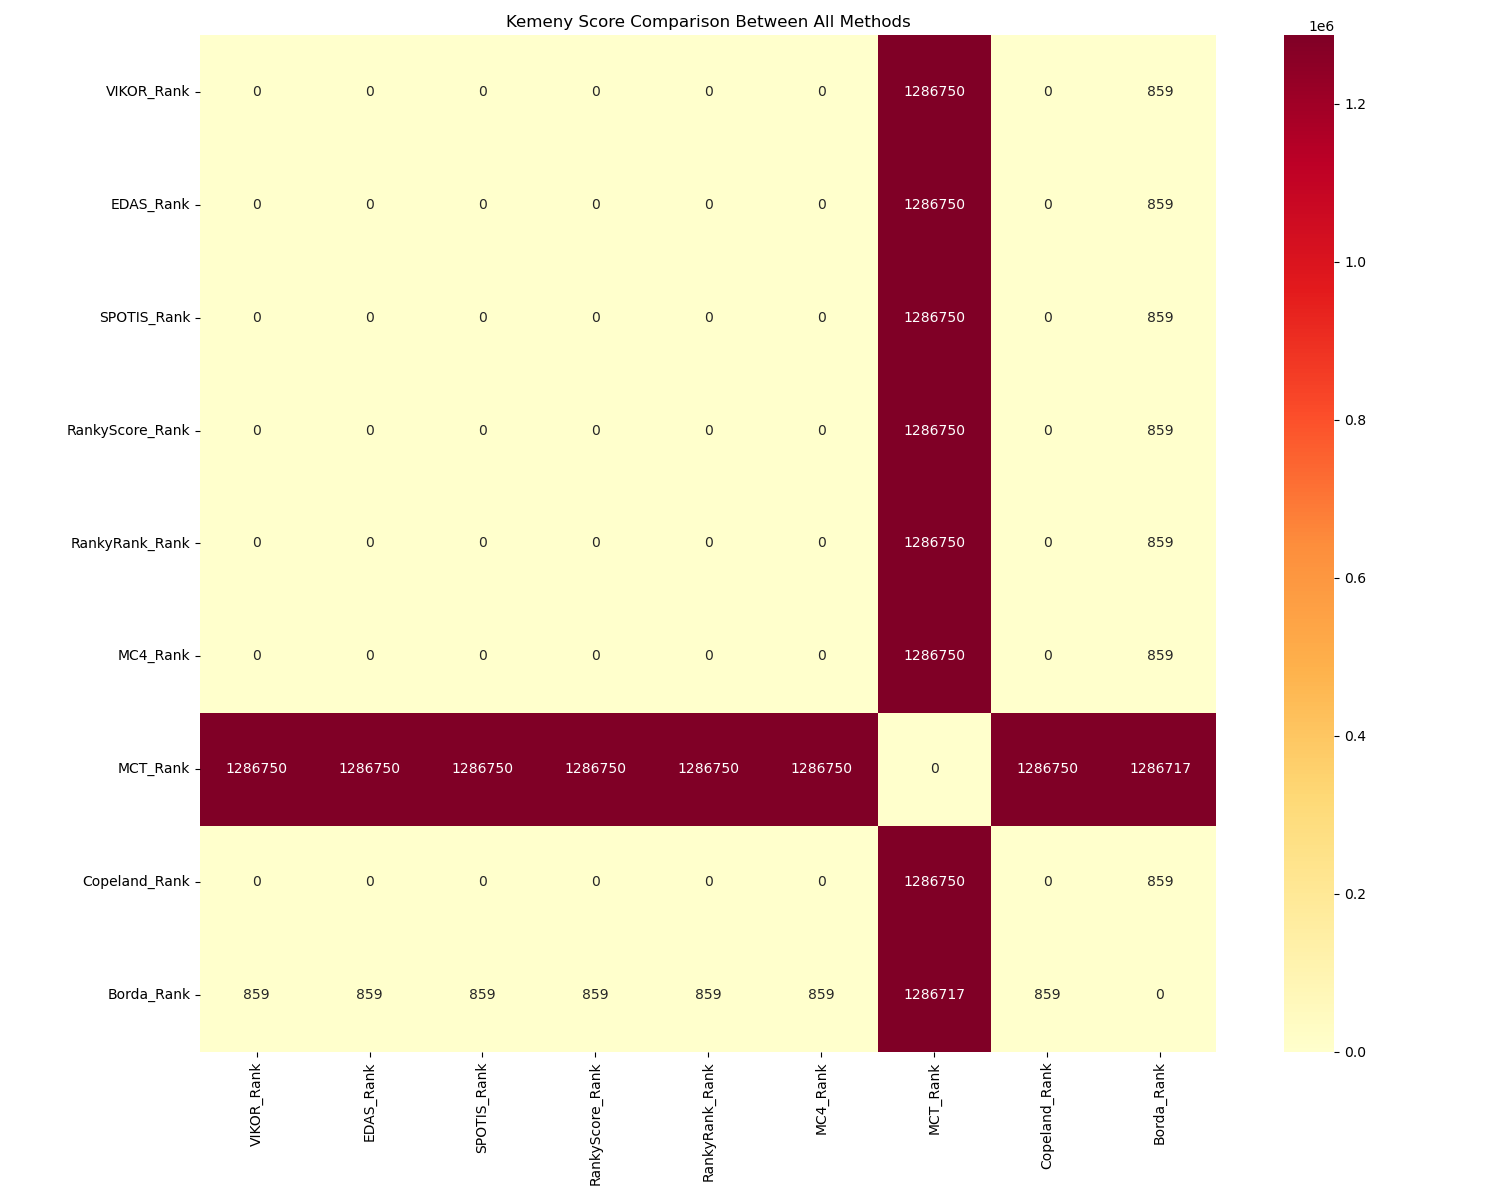 Kemeny Score Comparison Between All Methods
1e6
VIKOR_Rank 0 0 0 0 0 0 1286750 0 859
EDAS_Rank 0 0 0 0 0 0 1286750 0 859
SPOTIS_Rank 0 0 0 0 0 0 1286750 0 859
RankyScore_Rank 0 0 0 0 0 0 1286750 0 859
RankyRank_Rank 0 0 0 0 0 0 1286750 0 859
MC4_Rank 0 0 0 0 0 0 1286750 0 859
MCT_Rank 1286750 1286750 1286750 1286750 1286750 1286750 0 1286750 1286717
Copeland_Rank 0 0 0 0 0 0 1286750 0 859
Borda_Rank 859 859 859 859 859 859 1286717 859 0
VIKOR_Rank
EDAS_Rank
SPOTIS_Rank
RankyScore_Rank
RankyRank_Rank
MC4_Rank
MCT_Rank
Copeland_Rank
Borda_Rank
1.2
1.0
0.8
0.6
0.4
0.2
0.0